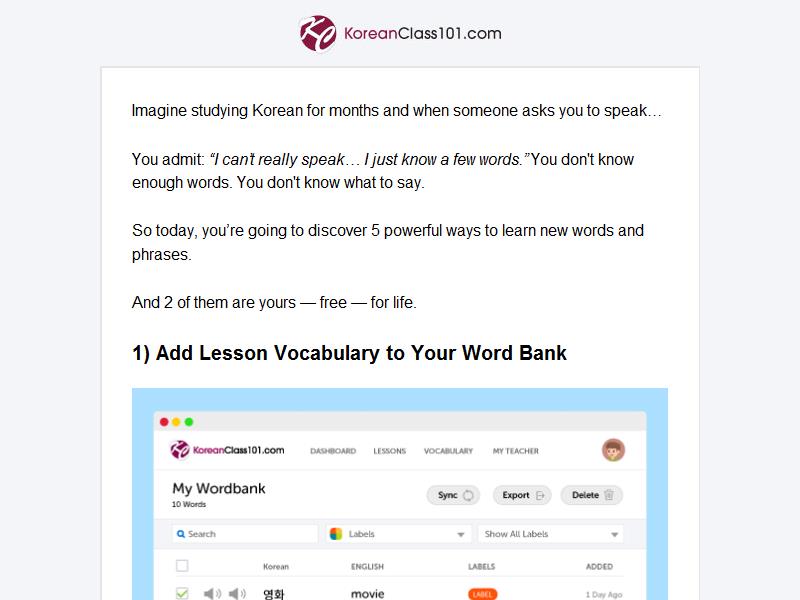 KoreanClass101.com
Imagine studying Korean for months and when someone asks you to speak…
You admit: “I can't really speak… I just know a few words.” You don't know
enough words. You don't know what to say.
So today, you’re going to discover 5 powerful ways to learn new words and
phrases.
And 2 of them are yours — free — for life.
1) Add Lesson Vocabulary to Your Word Bank
KoreanClass101.com DASHBOARD LESSONS VOCABULARY MY TEACHER
My Wordbank
10 Words
Sync Export Delete
Search Labels Show All Labels
Korean ENGLISH LABELS ADDED
영화 movie LABEL 1 Day Ago